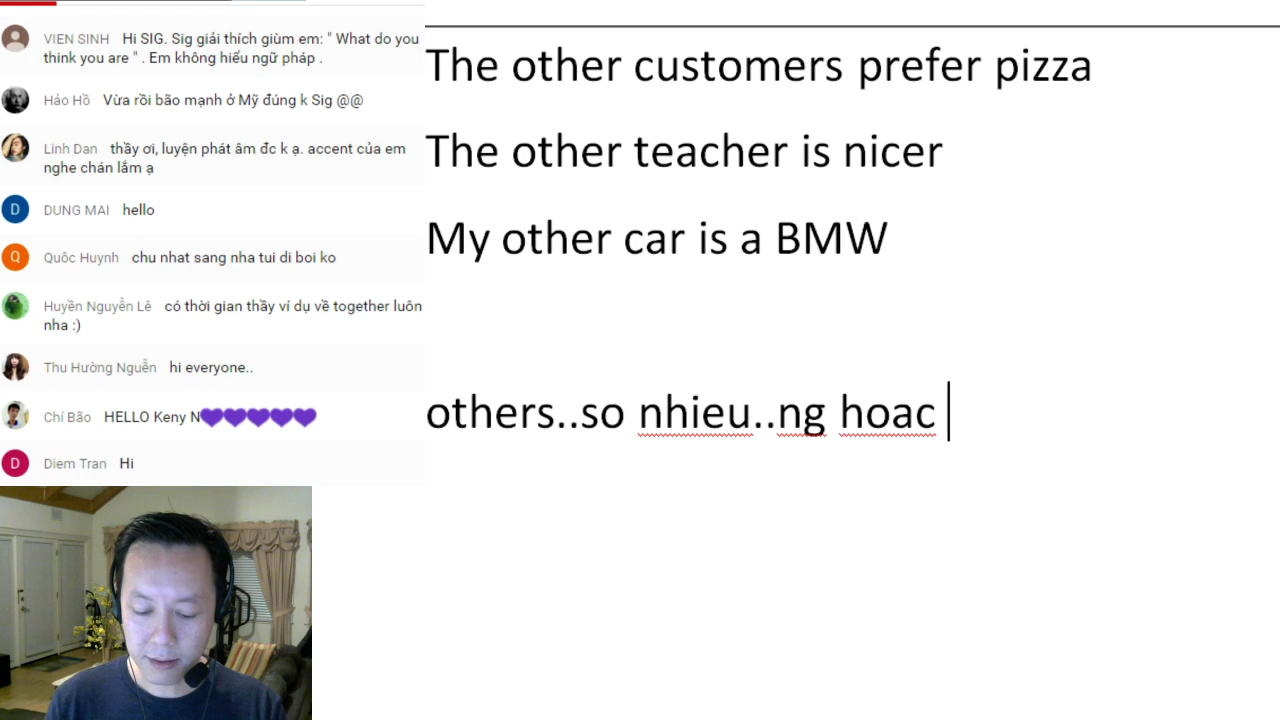 VIEN SINH Hi SIG. Sig giải thích giùm em: " What do you
think you are " . Em không hiểu ngữ pháp .
Hảo Hồ Vừa rồi bão mạnh ở Mỹ đúng k Sig @@
Linh Dan thầy ơi, luyện phát âm đc k ạ. accent của em
nghe chán lắm ạ
D DUNG MAI hello
Q Quôc Huynh chu nhat sang nha tui di boi ko
Huyền Nguyễn Lê có thời gian thầy ví dụ về together luôn
nha :)
Thu Hường Nguễn hi everyone..
Chí Bão HELLO Keny N💜💜💜💜💜
D Diem Tran Hi
The other customers prefer pizza
The other teacher is nicer
My other car is a BMW
others..so nhieu..ng hoac